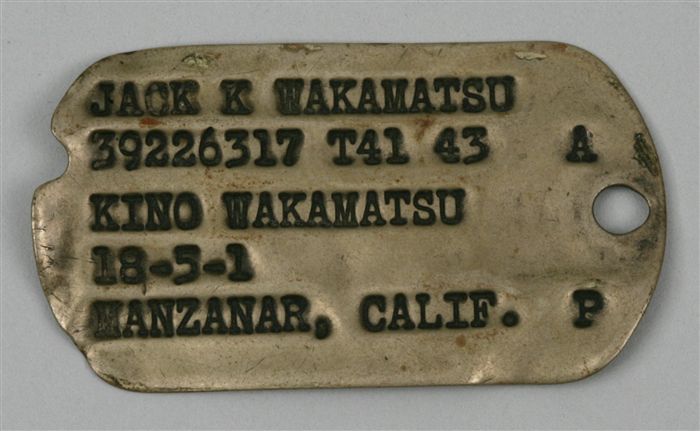 JACK K WAKAMATSU
39226317 T41 43 A
KINO WAKAMATSU
18-5-1
MANZANAR, CALIF. P